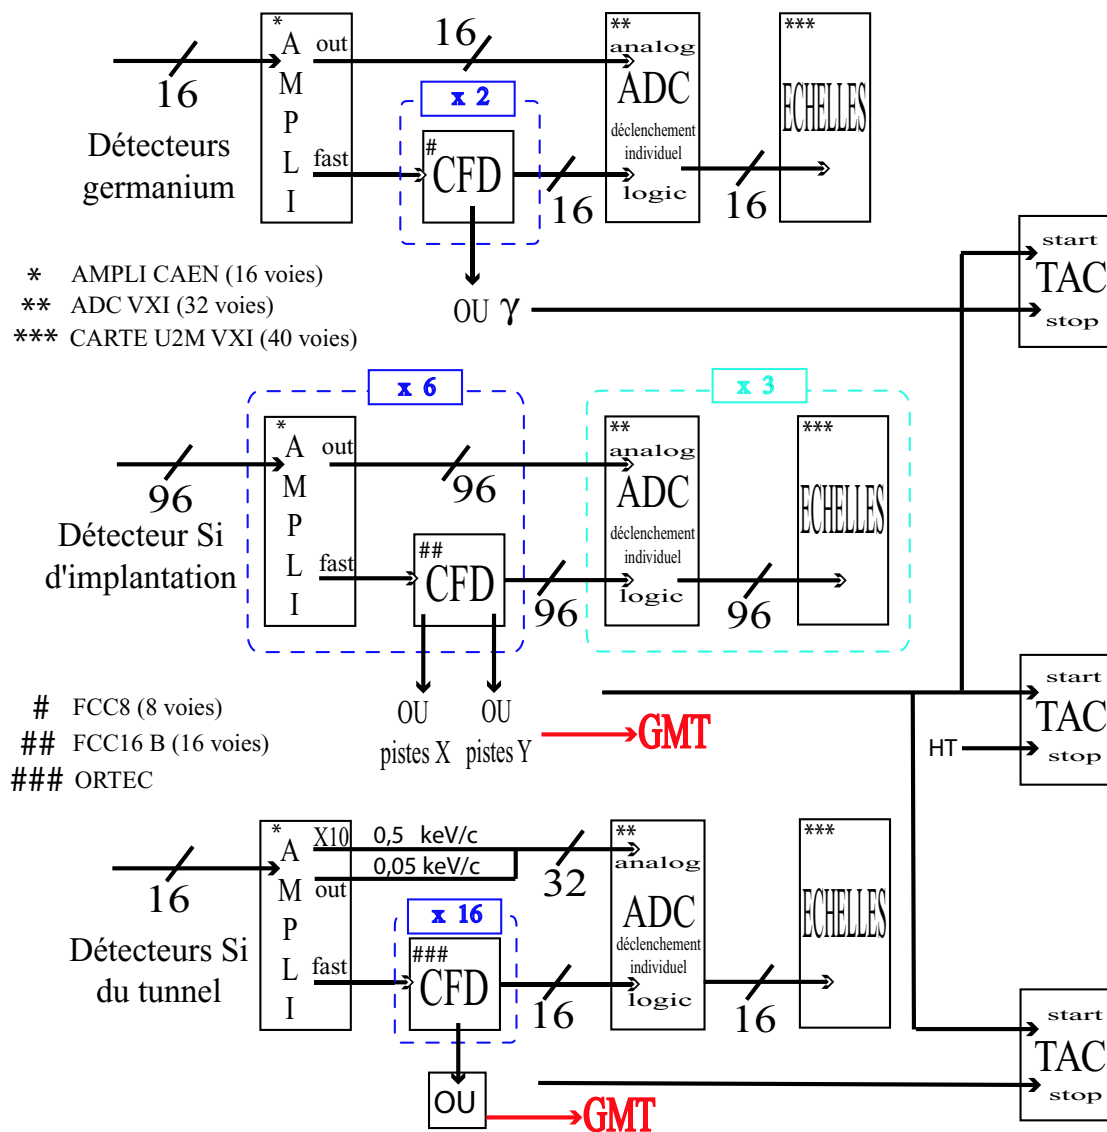 *
A
M
P
L
I
out
fast
16
Détecteurs
germanium
16
x 2
#
CFD
16
**
analog
ADC
déclenchement
individuel
logic
16
***
ECHELLES
OU γ
start
TAC
stop
* AMPLI CAEN (16 voies)
** ADC VXI (32 voies)
*** CARTE U2M VXI (40 voies)
x 6
x 3
*
A
M
P
L
I
out
fast
96
Détecteur Si
d'implantation
96
##
CFD
96
**
analog
ADC
déclenchement
individuel
logic
96
***
ECHELLES
OU
pistes X
OU
pistes Y
GMT
start
TAC
stop
HT
# FCC8 (8 voies)
## FCC16 B (16 voies)
### ORTEC
*
A
M
P
L
I
X10
out
fast
0,5 keV/c
0,05 keV/c
16
Détecteurs Si
du tunnel
32
x 16
###
CFD
16
**
analog
ADC
déclenchement
individuel
logic
16
***
ECHELLES
OU
GMT
start
TAC
stop